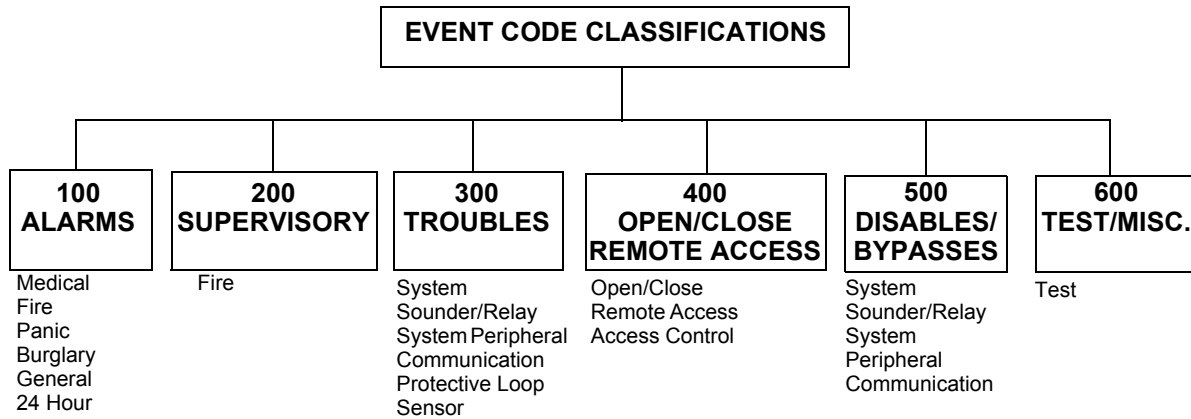 EVENT CODE CLASSIFICATIONS
100
ALARMS
Medical
Fire
Panic
Burglary
General
24 Hour
200
SUPERVISORY
Fire
300
TROUBLES
System
Sounder/Relay
System Peripheral
Communication
Protective Loop
Sensor
400
OPEN/CLOSE
REMOTE ACCESS
Open/Close
Remote Access
Access Control
500
DISABLES/
BYPASSES
System
Sounder/Relay
System
Peripheral
Communication
600
TEST/MISC.
Test